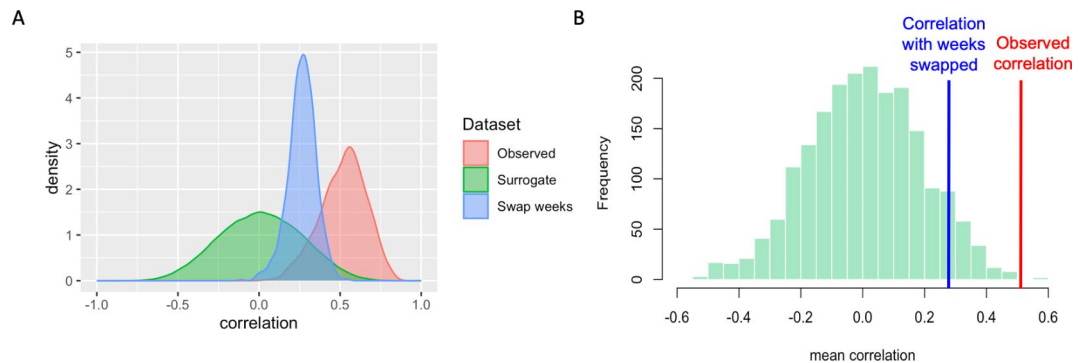 A
5
4
3
2
1
0
density
-1.0 -0.5 0.0 0.5 1.0
correlation
Dataset
Observed
Surrogate
Swap weeks
B
Correlation
with weeks
swapped
Observed
correlation
200
150
100
50
0
Frequency
-0.6 -0.4 -0.2 0.0 0.2 0.4 0.6
mean correlation